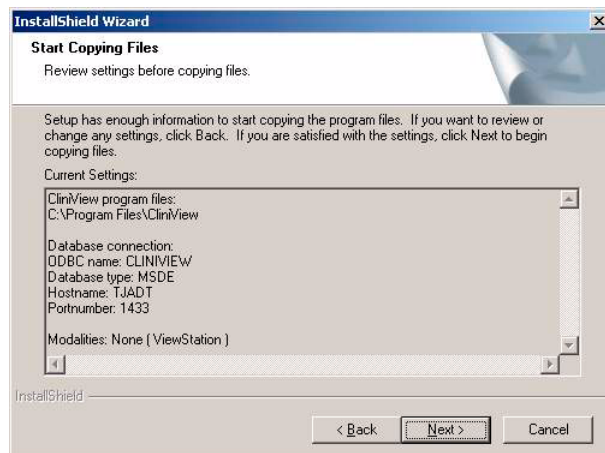 InstallShield Wizard
Start Copying Files
Review settings before copying files.
Setup has enough information to start copying the program files. If you want to review or
change any settings, click Back. If you are satisfied with the settings, click Next to begin
copying files.
Current Settings:
CliniView program files:
C:\Program Files\CliniView
Database connection:
ODBC name: CLINIVIEW
Database type: MSDE
Hostname: TJADT
Portnumber: 1433
Modalities: None ( ViewStation )
InstallShield
< Back
Next >
Cancel